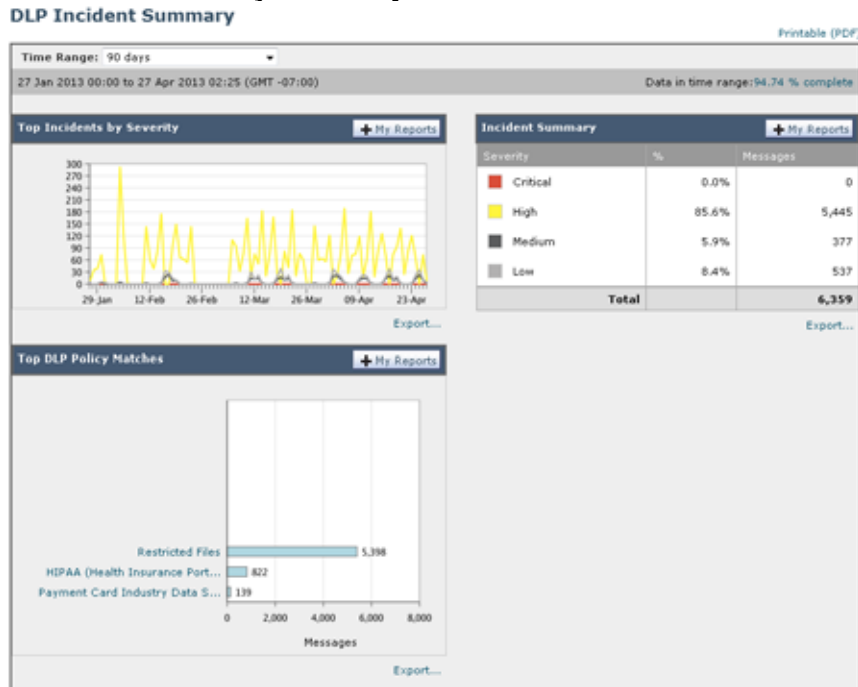 DLP Incident Summary
Printable (PDF)
Time Range: 90 days
27 Jan 2013 00:00 to 27 Apr 2013 02:25 (GMT -07:00)
Data in time range:94.74 % complete
Top Incidents by Severity
My Reports
300
270
240
210
180
150
120
90
60
30
0
29-Jan 12-Feb 26-Feb 12-Mar 26-Mar 09-Apr 23-Apr
Export...
Incident Summary
My Reports
Severity % Messages
Critical 0.0% 0
High 85.6% 5,445
Medium 5.9% 377
Low 8.4% 537
Total 6,359
Export...
Top DLP Policy Matches
My Reports
Restricted Files 5,398
HIPAA (Health Insurance Port... 822
Payment Card Industry Data S... 139
0 2,000 4,000 6,000 8,000
Messages
Export...